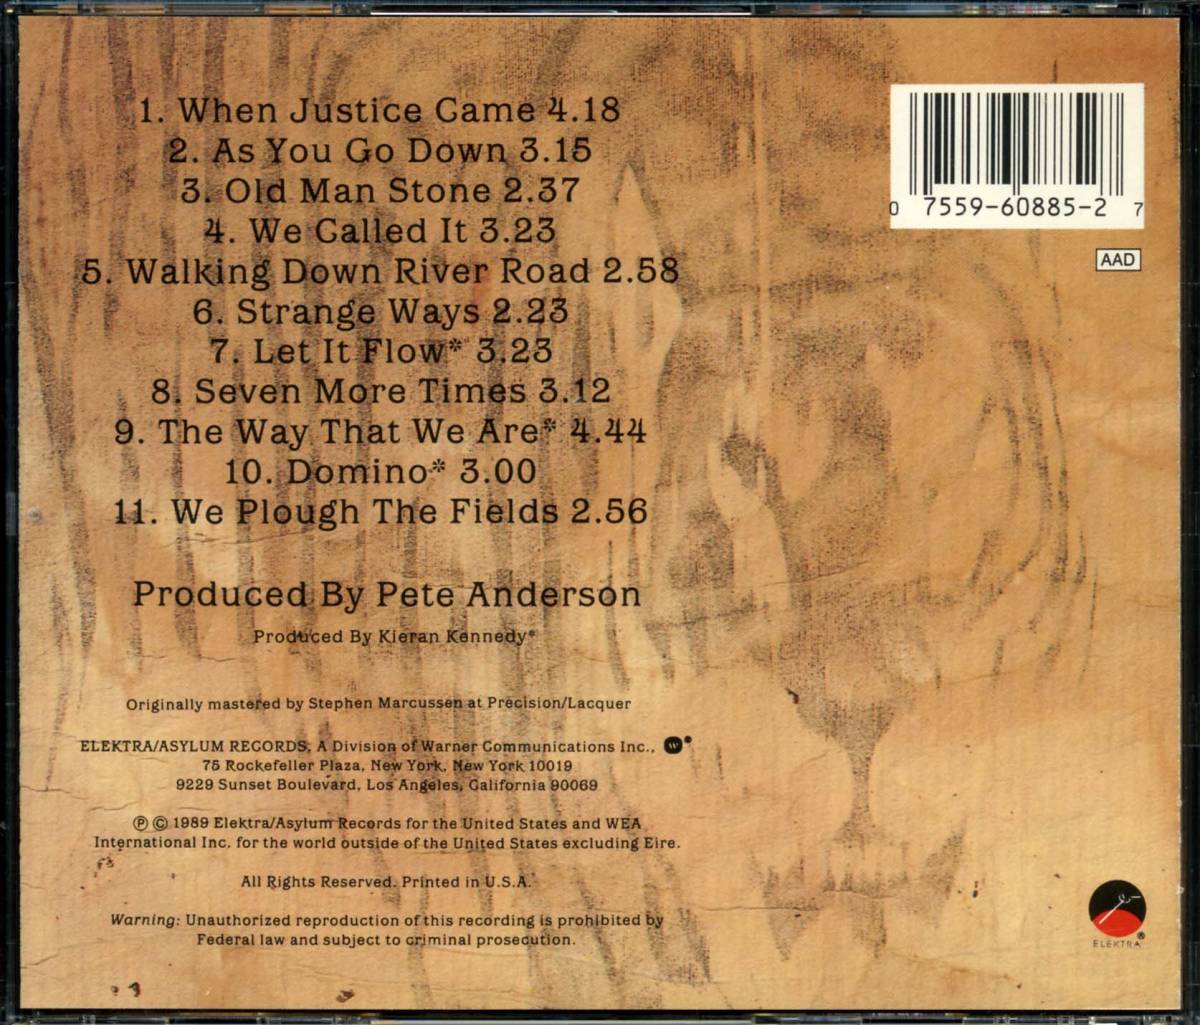 1. When Justice Came 4.18
2. As You Go Down 3.15
3. Old Man Stone 2.37
4. We Called It 3.23
5. Walking Down River Road 2.58
6. Strange Ways 2.23
7. Let It Flow* 3.23
8. Seven More Times 3.12
9. The Way That We Are* 4.44
10. Domino* 3.00
11. We Plough The Fields 2.56
Produced By Pete Anderson
Produced By Kieran Kennedy*
Originally mastered by Stephen Marcussen at Precision/Lacquer
ELEKTRA/ASYLUM RECORDS, A Division of Warner Communications Inc., w ®
75 Rockefeller Plaza, New York, New York 10019
9229 Sunset Boulevard, Los Angeles, California 90069
℗ © 1989 Elektra/Asylum Records for the United States and WEA
International Inc. for the world outside of the United States excluding Eire.
All Rights Reserved. Printed in U.S.A.
Warning: Unauthorized reproduction of this recording is prohibited by
Federal law and subject to criminal prosecution.
0 7559-60885-2 7
AAD
ELEKTRA ®